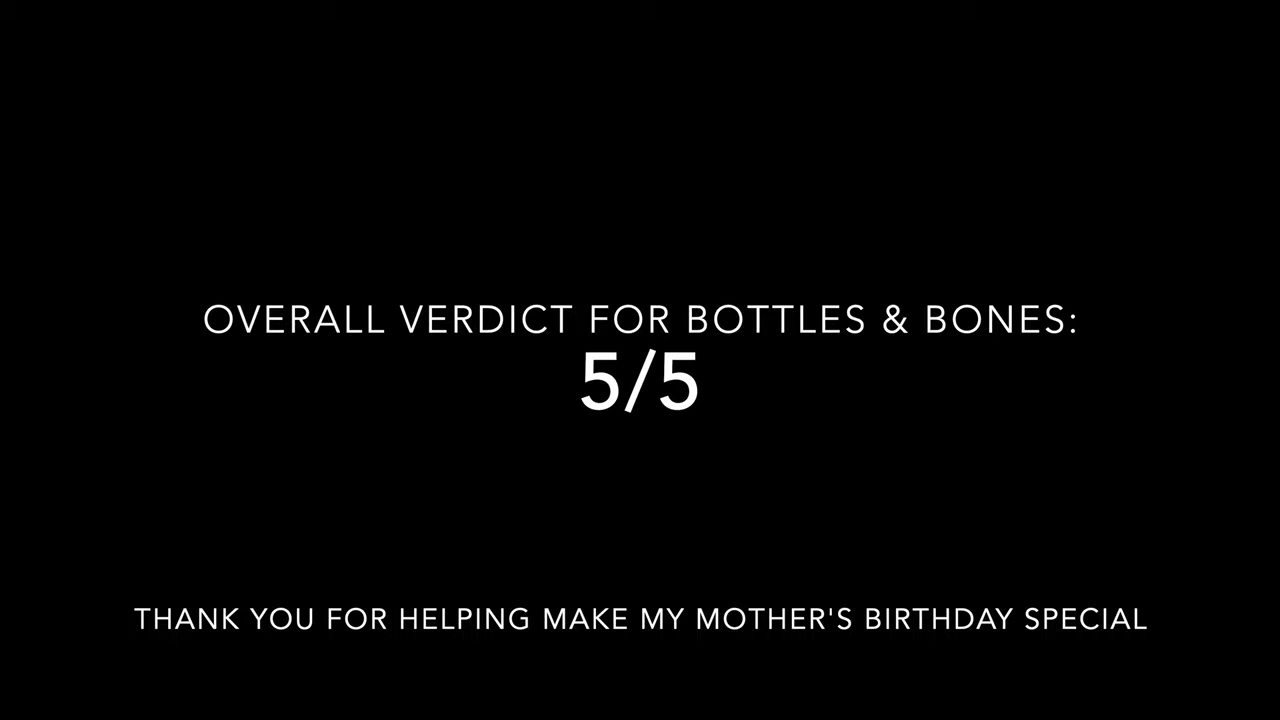 OVERALL VERDICT FOR BOTTLES & BONES:
5/5
THANK YOU FOR HELPING MAKE MY MOTHER'S BIRTHDAY SPECIAL